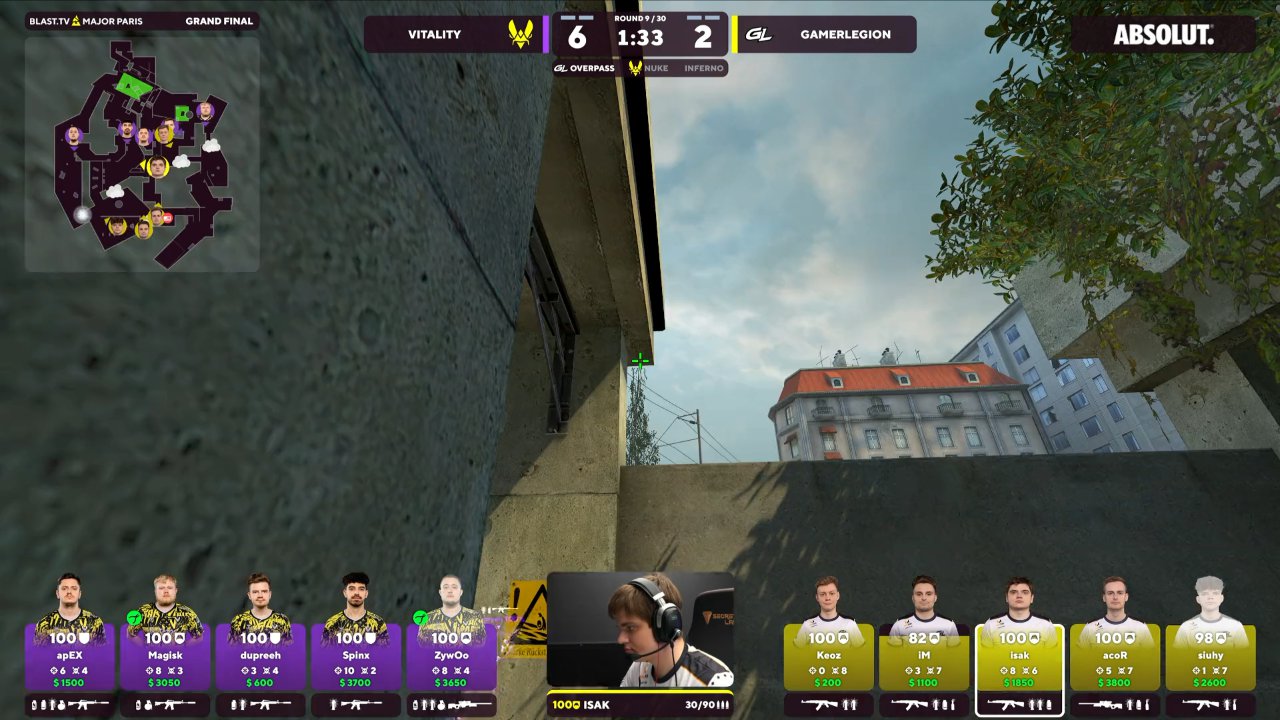 BLAST.TV MAJOR PARIS GRAND FINAL
VITALITY 6 ROUND 9 / 30 1:33 2 GL GAMERLEGION
ABSOLUT.
GL OVERPASS NUKE INFERNO
A
100 apEX 6 4 $1500
100 Magisk 8 3 $3050
100 dupreeh 3 4 $600
100 Spinx 10 2 $3700
100 ZywOo 8 4 $3650
SECRETLAB
100 ISAK 30/90
100 Keoz 0 8 $200
82 iM 3 7 $1100
100 isak 8 6 $1850
100 acoR 5 7 $3800
98 siuhy 1 7 $2600